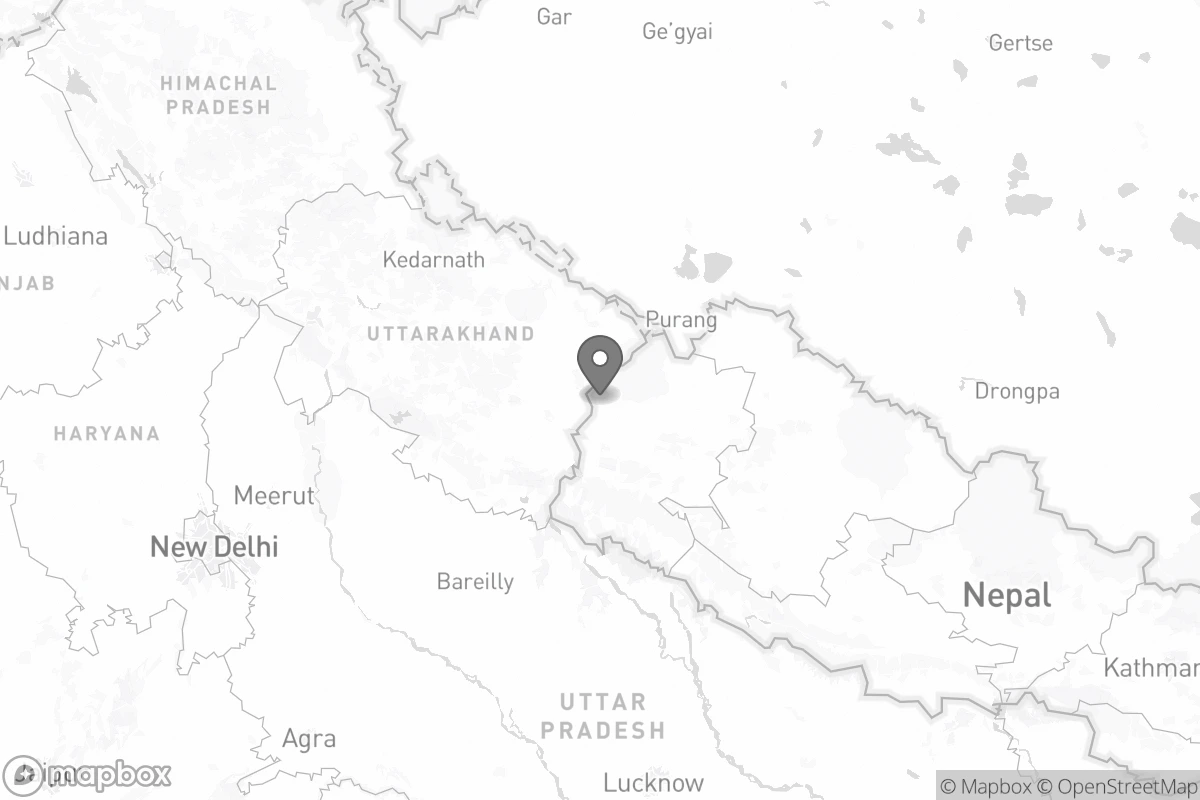 Gar
Ge’gyai
Gertse
HIMACHAL
PRADESH
Ludhiana
NJAB
Kedarnath
UTTARAKHAND
Purang
Drongpa
HARYANA
Meerut
New Delhi
Bareilly
Nepal
Kathmar
UTTAR
PRADESH
Agra
Lucknow
mapbox
© Mapbox © OpenStreetMap